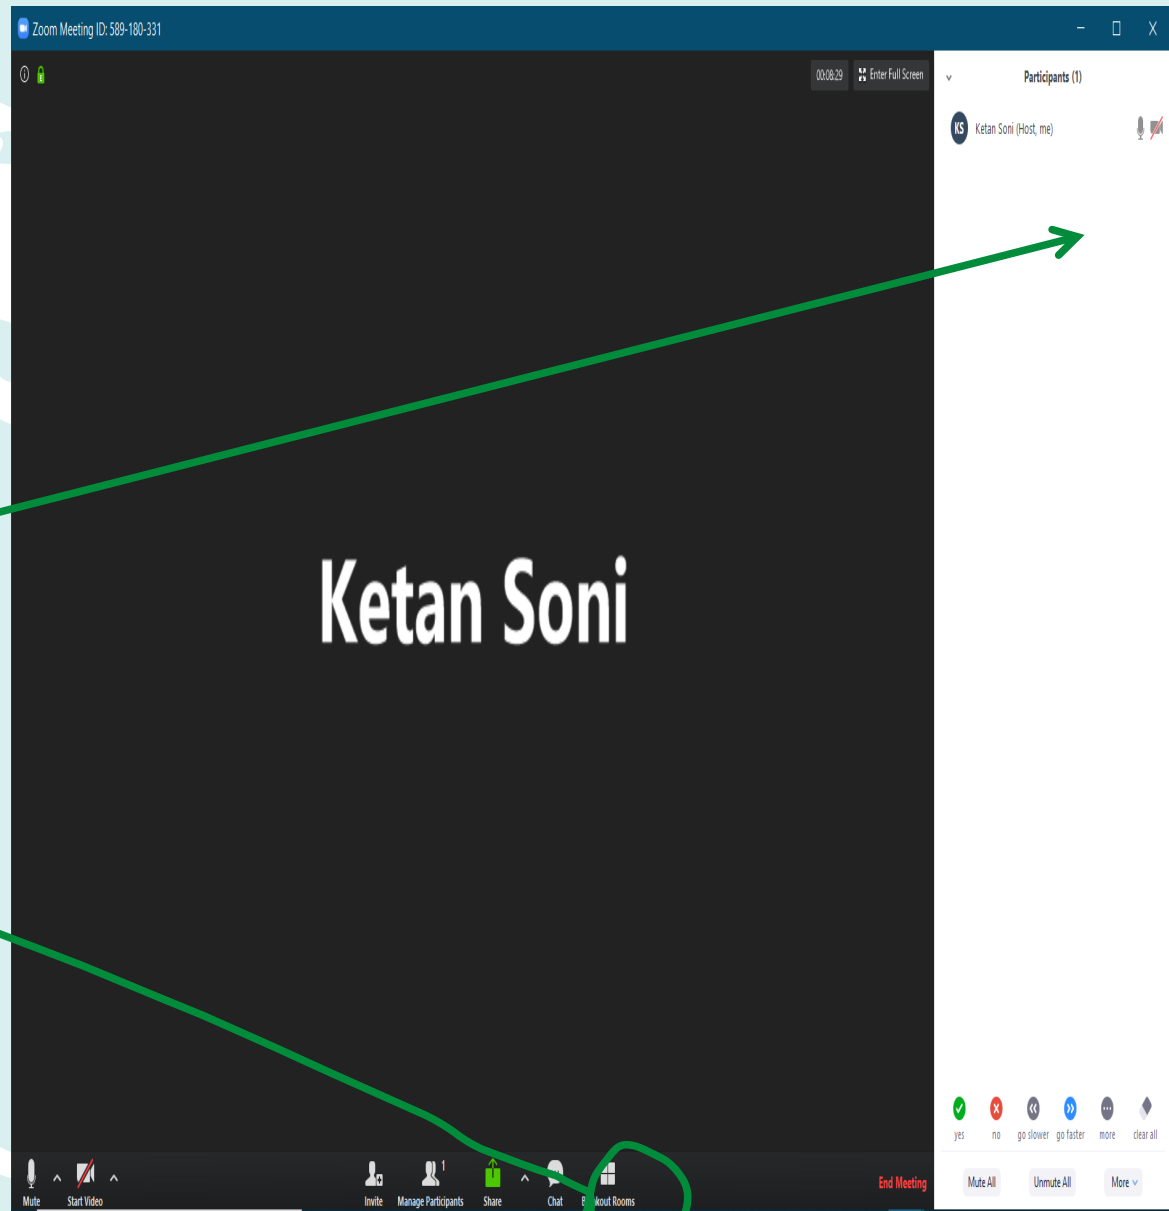 Zoom Meeting ID: 589-180-331
00:08:29 Enter Full Screen
Participants (1)
KS Ketan Soni (Host, me)
Ketan Soni
yes no go slower go faster more clear all
Mute All Unmute All More
Mute Start Video Invite Manage Participants 1 Share Chat Rooms End Meeting